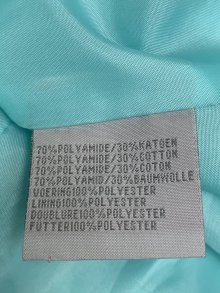 70%POLYAMIDE/30%KATOEN
70%POLYAMIDE/30%COTTON
70%POLYAMIDE/30%COTON
70%POLYAMID/30%BAUMWOLLE
VOERING100%POLYESTER
LINING100%POLYESTER
DOUBLURE100%POLYESTER
FUTTER100%POLYESTER